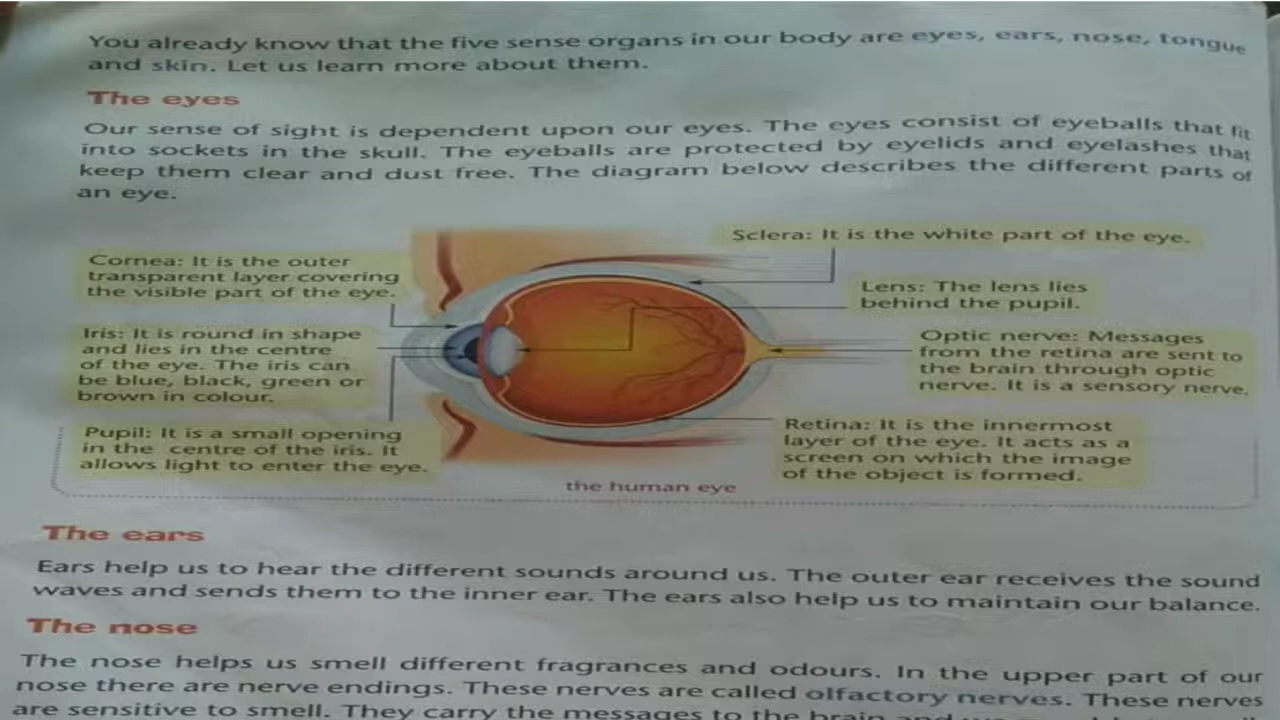 You already know that the five sense organs in our body are eyes, ears, nose, tongue
and skin. Let us learn more about them.
The eyes
Our sense of sight is dependent upon our eyes. The eyes consist of eyeballs that fit
into sockets in the skull. The eyeballs are protected by eyelids and eyelashes that
keep them clear and dust free. The diagram below describes the different parts of
an eye.
Sclera: It is the white part of the eye.
Cornea: It is the outer
transparent layer covering
the visible part of the eye.
Lens: The lens lies
behind the pupil.
Iris: It is round in shape
and lies in the centre
of the eye. The iris can
be blue, black, green or
brown in colour.
Optic nerve: Messages
from the retina are sent to
the brain through optic
nerve. It is a sensory nerve.
Pupil: It is a small opening
in the centre of the iris. It
allows light to enter the eye.
Retina: It is the innermost
layer of the eye. It acts as a
screen on which the image
of the object is formed.
the human eye
The ears
Ears help us to hear the different sounds around us. The outer ear receives the sound
waves and sends them to the inner ear. The ears also help us to maintain our balance.
The nose
The nose helps us smell different fragrances and odours. In the upper part of our
nose there are nerve endings. These nerves are called olfactory nerves. These nerves
are sensitive to smell. They carry the messages to the brain and